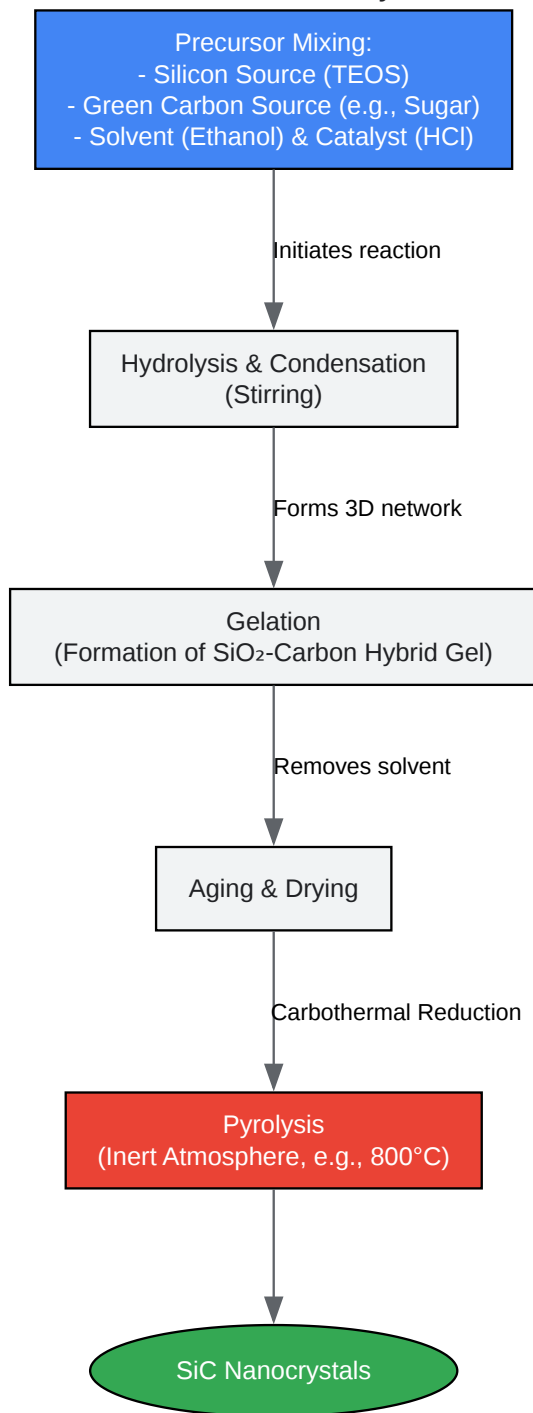 Precursor Mixing:
- Silicon Source (TEOS)
- Green Carbon Source (e.g., Sugar)
- Solvent (Ethanol) & Catalyst (HCl)
Initiates reaction
Hydrolysis & Condensation
(Stirring)
Forms 3D network
Gelation
(Formation of SiO₂-Carbon Hybrid Gel)
Removes solvent
Aging & Drying
Carbothermal Reduction
Pyrolysis
(Inert Atmosphere, e.g., 800°C)
SiC Nanocrystals